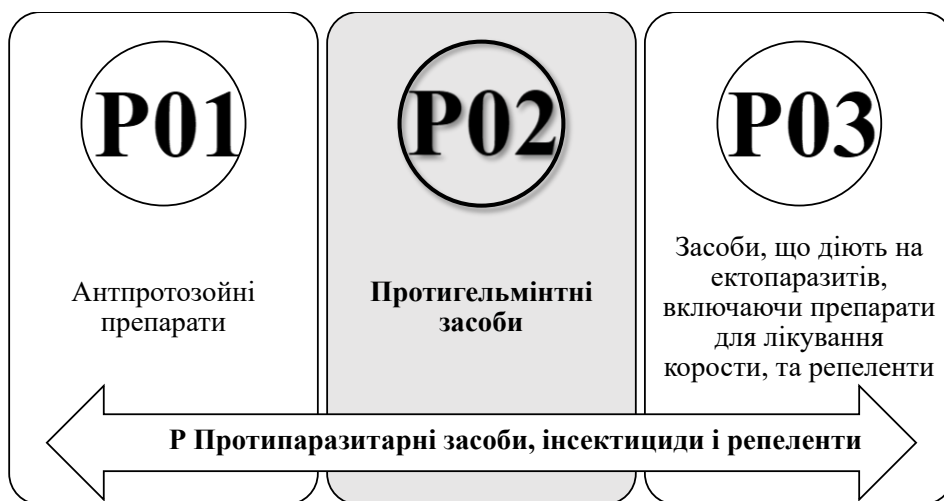 P01
Антпротозойні
препарати
P02
Протигельмінтні
засоби
P03
Засоби, що діють на
ектопаразитів,
включаючи препарати
для лікування
корости, та репеленти
P Протипаразитарні засоби, інсектициди і репеленти